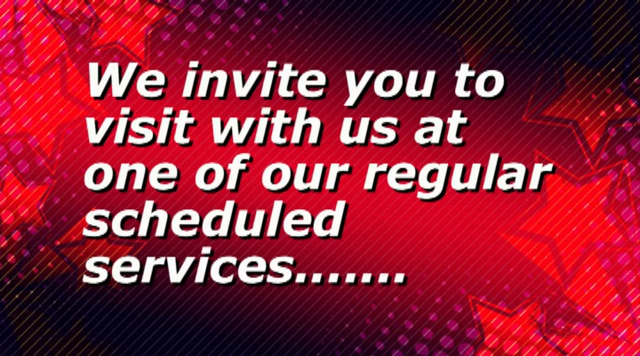 We invite you to
visit with us at
one of our regular
scheduled
services.......